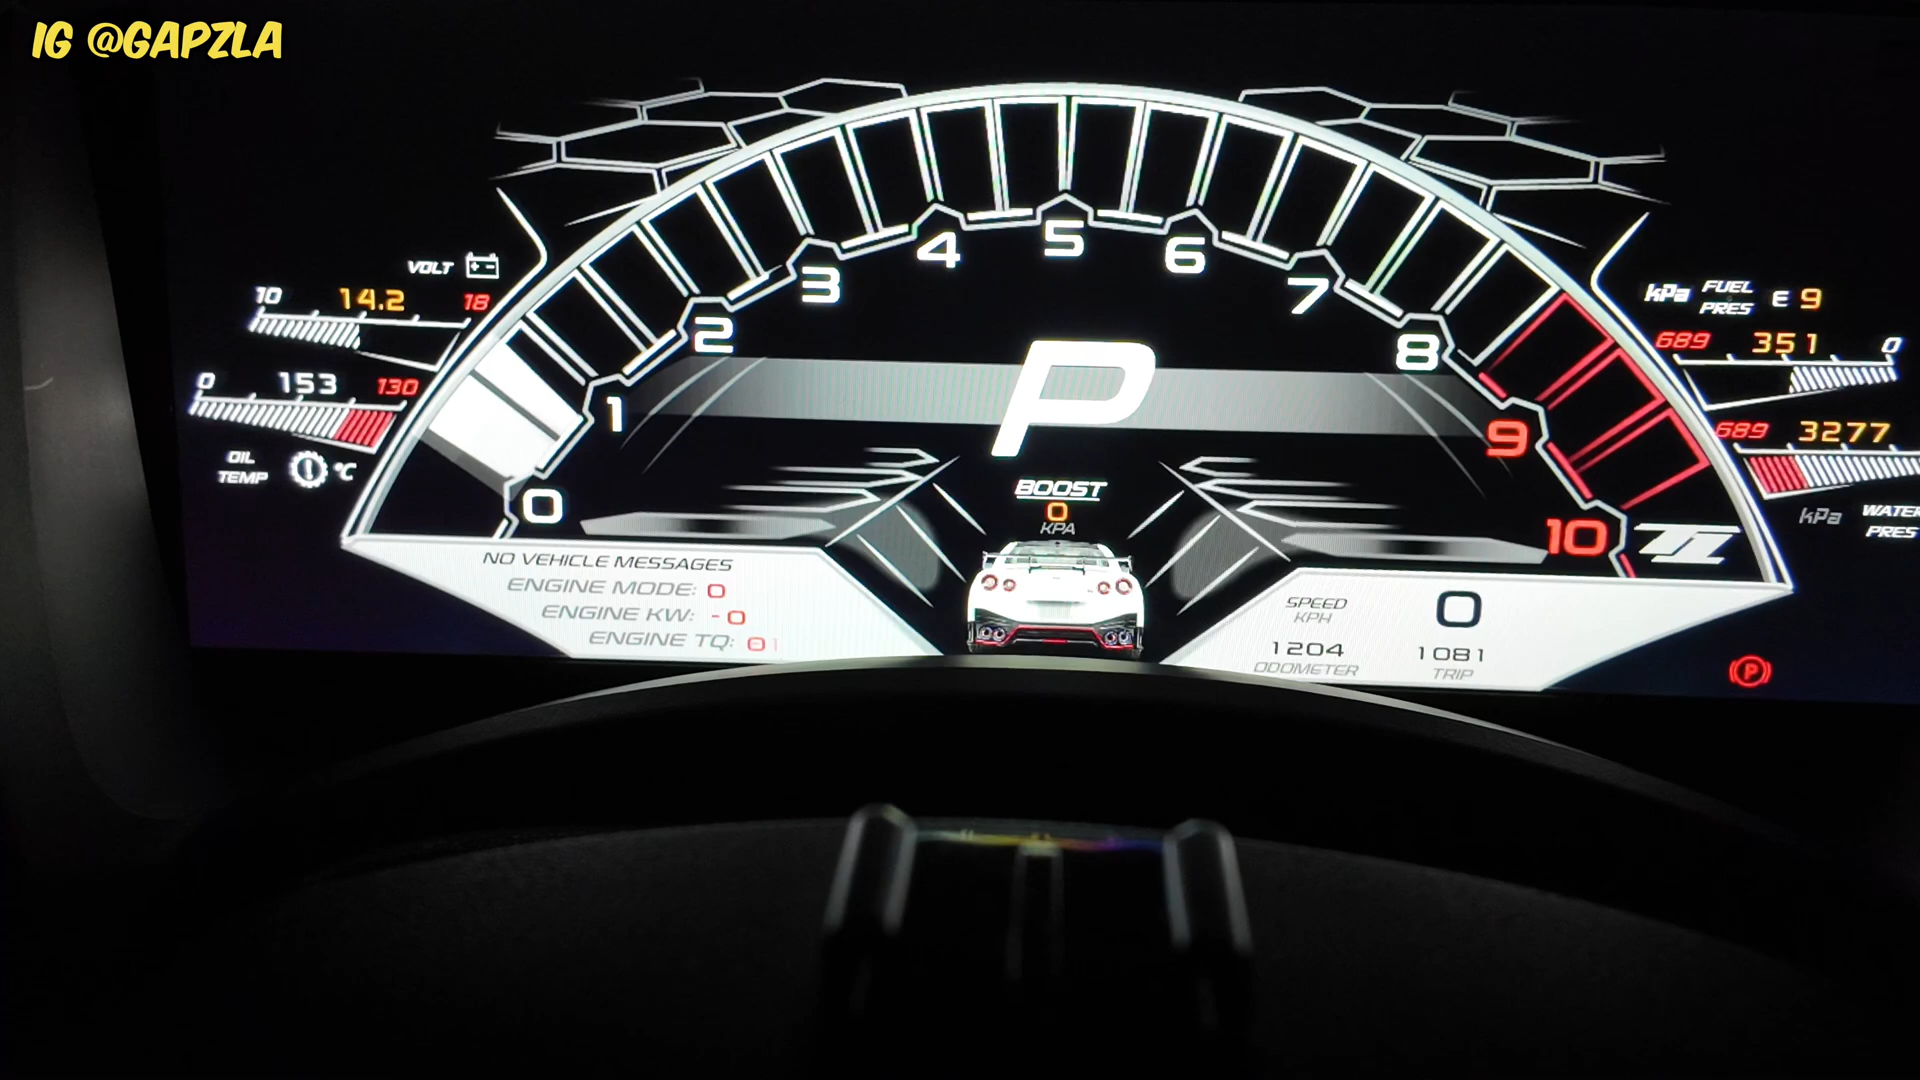 IG @GAPZLA
VOLT
10 14.2 18
0 153 130
OIL
TEMP
°C
0
1
2
3
4
5
6
7
8
9
10
P
BOOST
0
KPA
kPa FUEL
PRES
E 9
689 351 0
689 3277
kPa WATER
PRES
NO VEHICLE MESSAGES
ENGINE MODE: 0
ENGINE KW: -0
ENGINE TQ:
SPEED
KPH
0
1204
ODOMETER
1081
TRIP
(P)